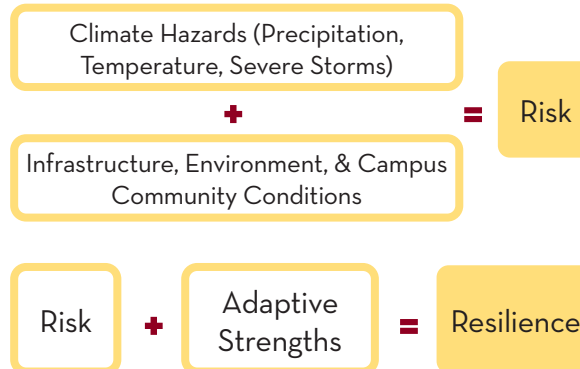 Climate Hazards (Precipitation,
Temperature, Severe Storms)
+
= Risk
Infrastructure, Environment, & Campus
Community Conditions
Risk + Adaptive
Strengths = Resilience